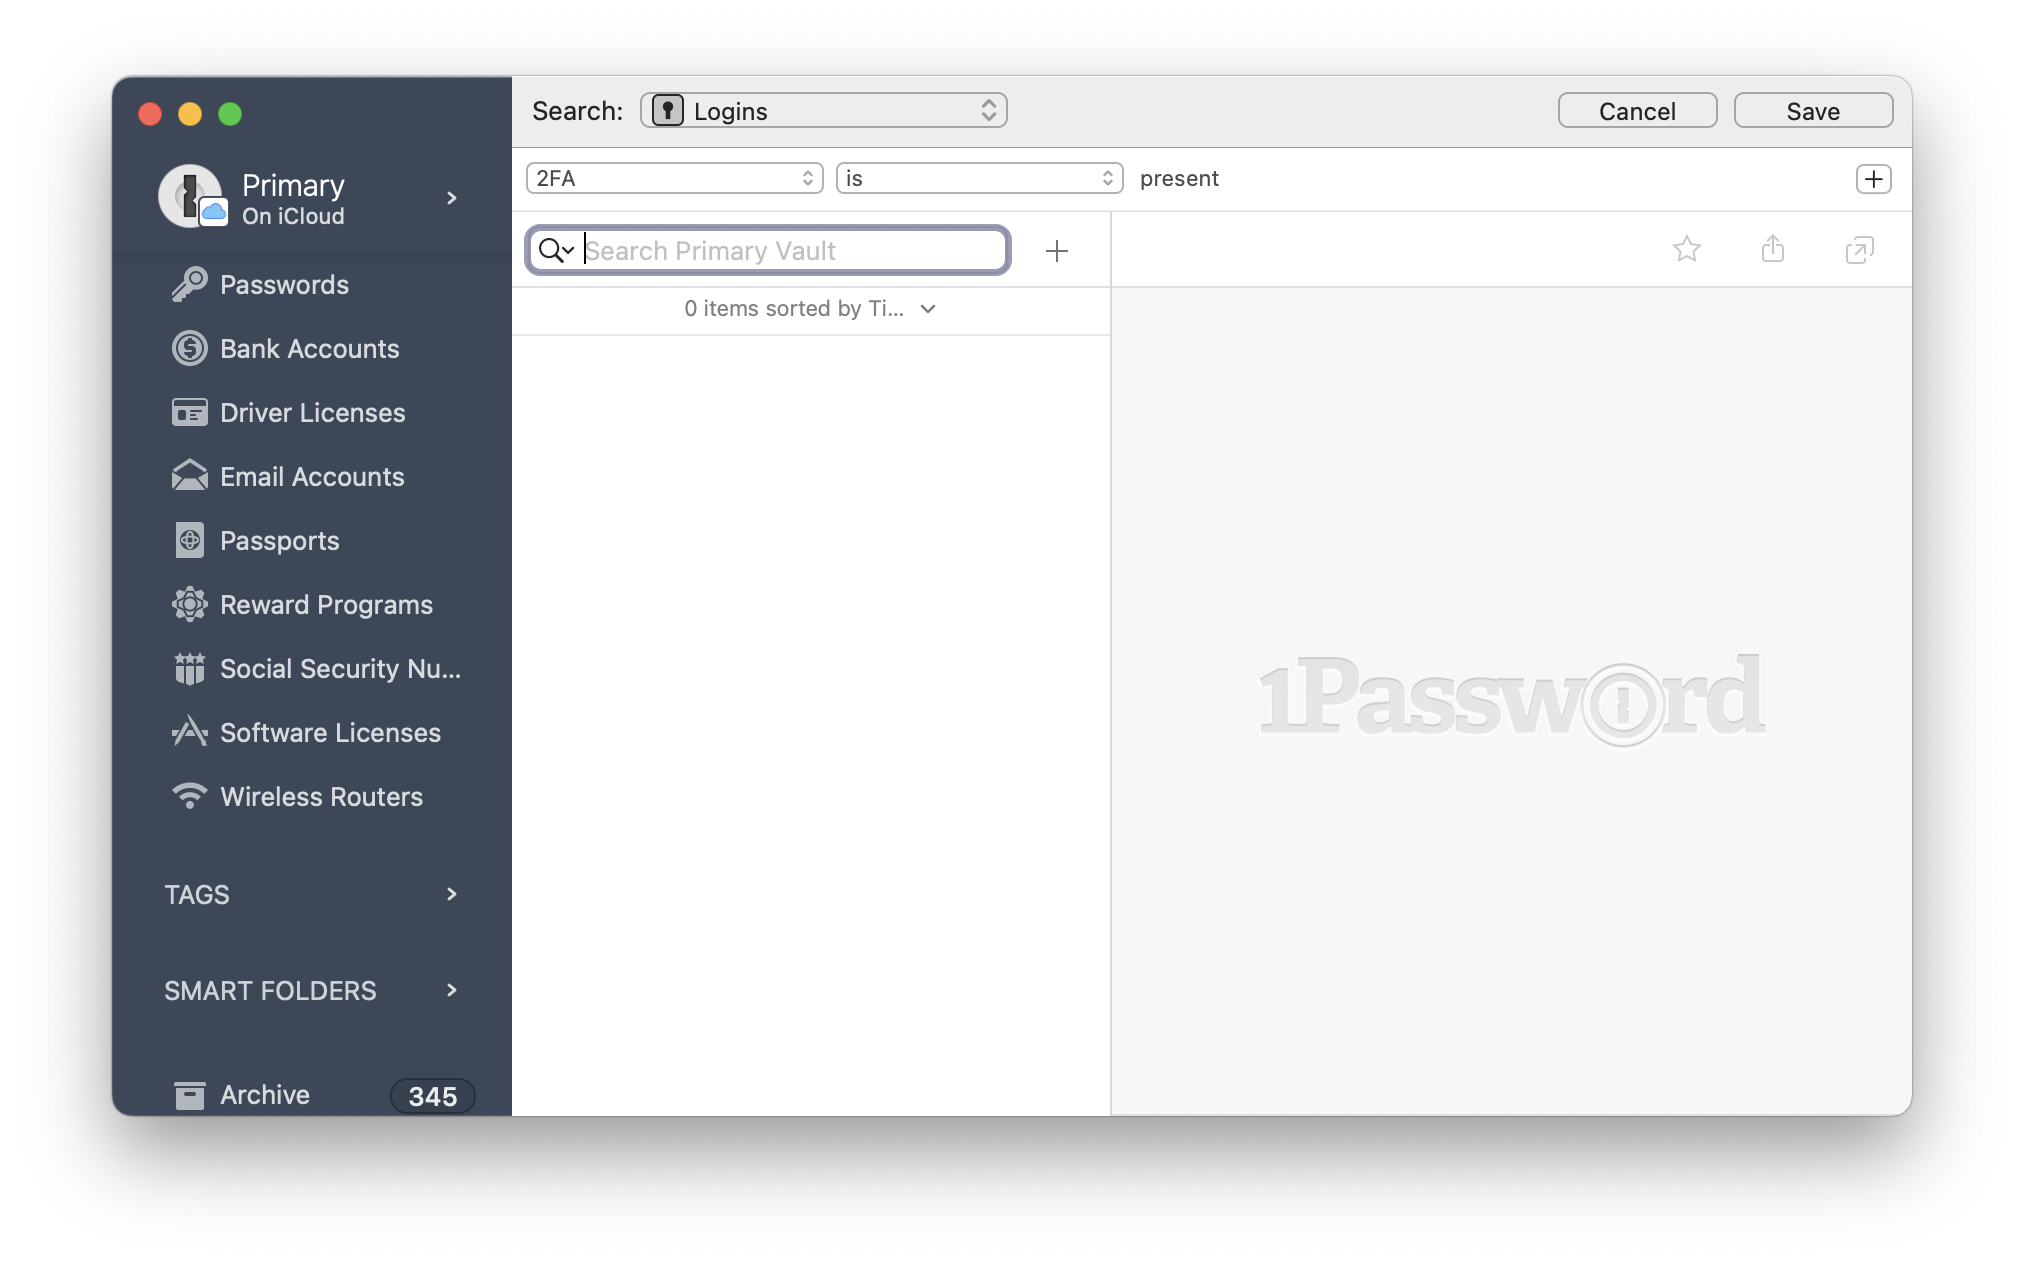 Search: Logins
Cancel
Save
2FA
is
present
Primary
On iCloud
Search Primary Vault
0 items sorted by Ti...
Passwords
Bank Accounts
Driver Licenses
Email Accounts
Passports
Reward Programs
Social Security Nu...
Software Licenses
Wireless Routers
TAGS
SMART FOLDERS
Archive 345
1Password